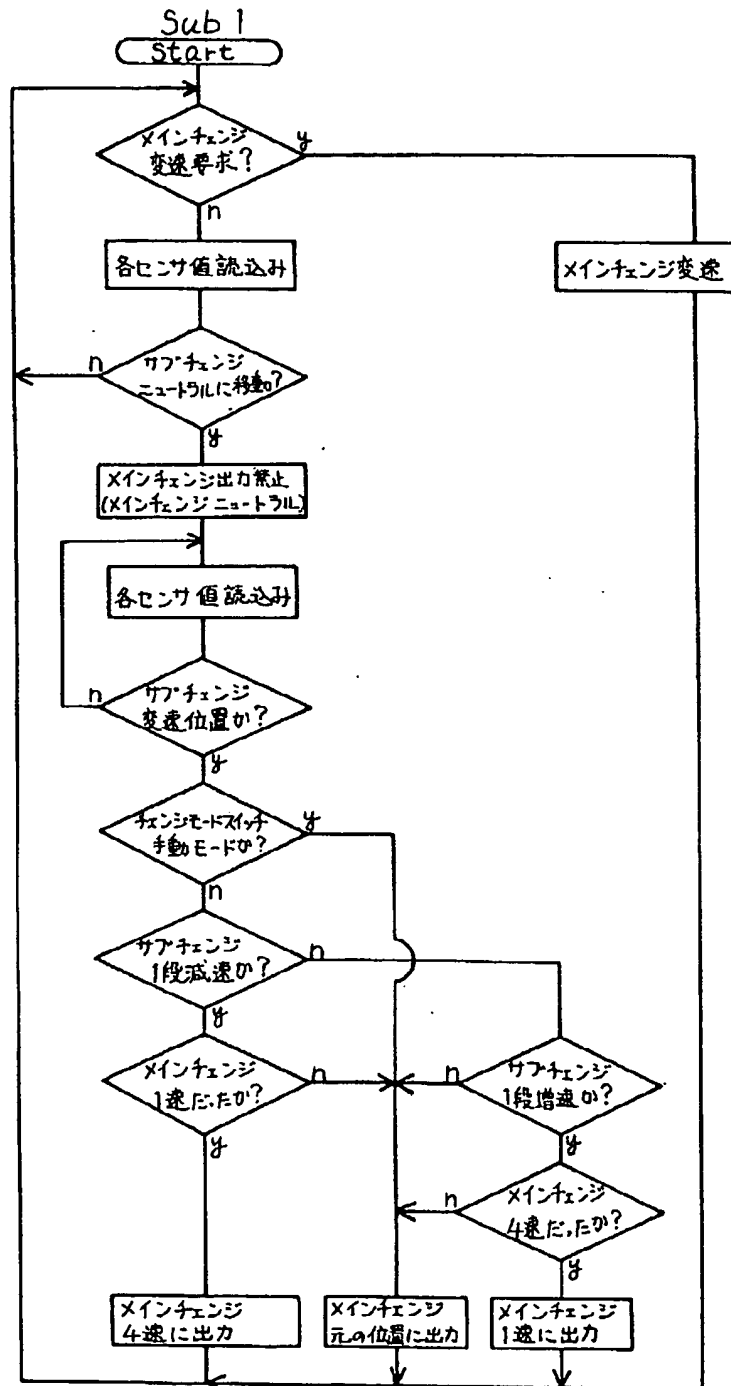 Sub 1
Start
メインチェンジ
変速要求?
y
n
各センサ値読込み
メインチェンジ変速
サブチェンジ
ニュートラルに移動?
n
y
メインチェンジ出力禁止
(メインチェンジ ニュートラル)
各センサ値読込み
サブチェンジ
変速位置か?
n
y
チェンジモードスイッチ
手動モードか?
y
n
サブチェンジ
1段減速か?
n
y
メインチェンジ
1速だったか?
n
y
サブチェンジ
1段増速か?
n
y
メインチェンジ
4速だったか?
n
y
メインチェンジ
4速に出力
メインチェンジ
元の位置に出力
メインチェンジ
1速に出力